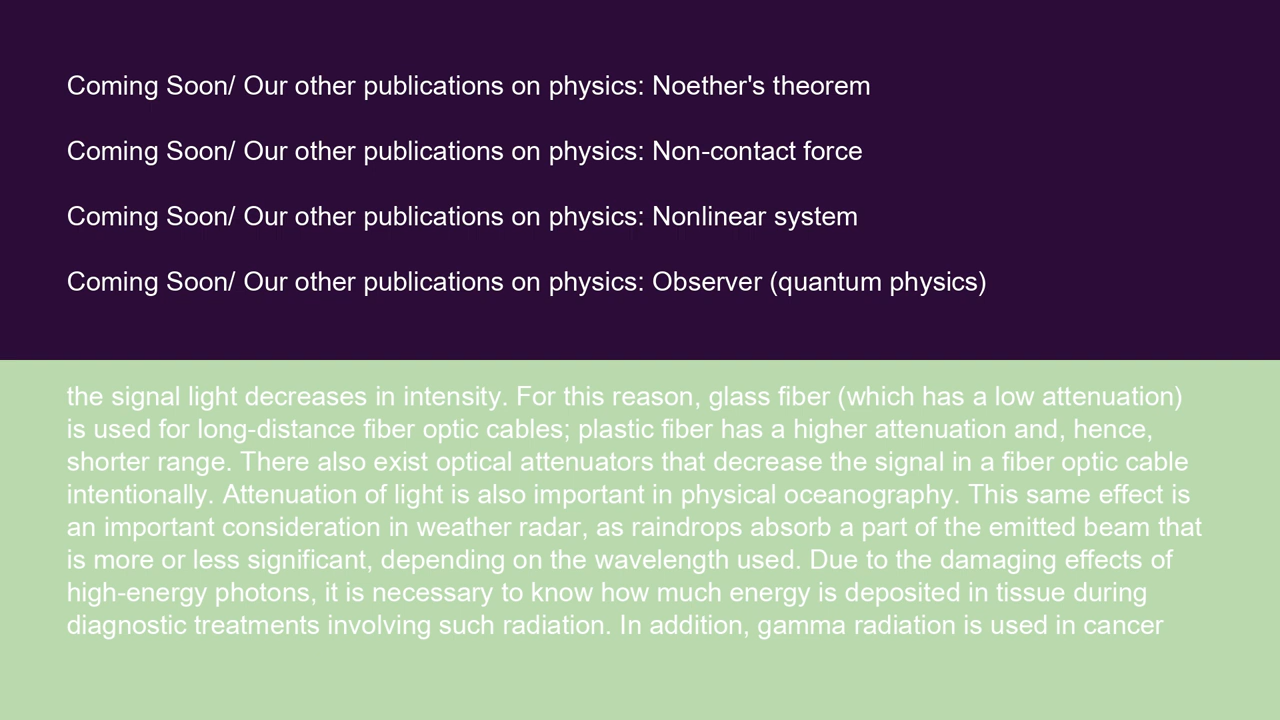 Coming Soon/ Our other publications on physics: Noether's theorem
Coming Soon/ Our other publications on physics: Non-contact force
Coming Soon/ Our other publications on physics: Nonlinear system
Coming Soon/ Our other publications on physics: Observer (quantum physics)
the signal light decreases in intensity. For this reason, glass fiber (which has a low attenuation)
is used for long-distance fiber optic cables; plastic fiber has a higher attenuation and, hence,
shorter range. There also exist optical attenuators that decrease the signal in a fiber optic cable
intentionally. Attenuation of light is also important in physical oceanography. This same effect is
an important consideration in weather radar, as raindrops absorb a part of the emitted beam that
is more or less significant, depending on the wavelength used. Due to the damaging effects of
high-energy photons, it is necessary to know how much energy is deposited in tissue during
diagnostic treatments involving such radiation. In addition, gamma radiation is used in cancer